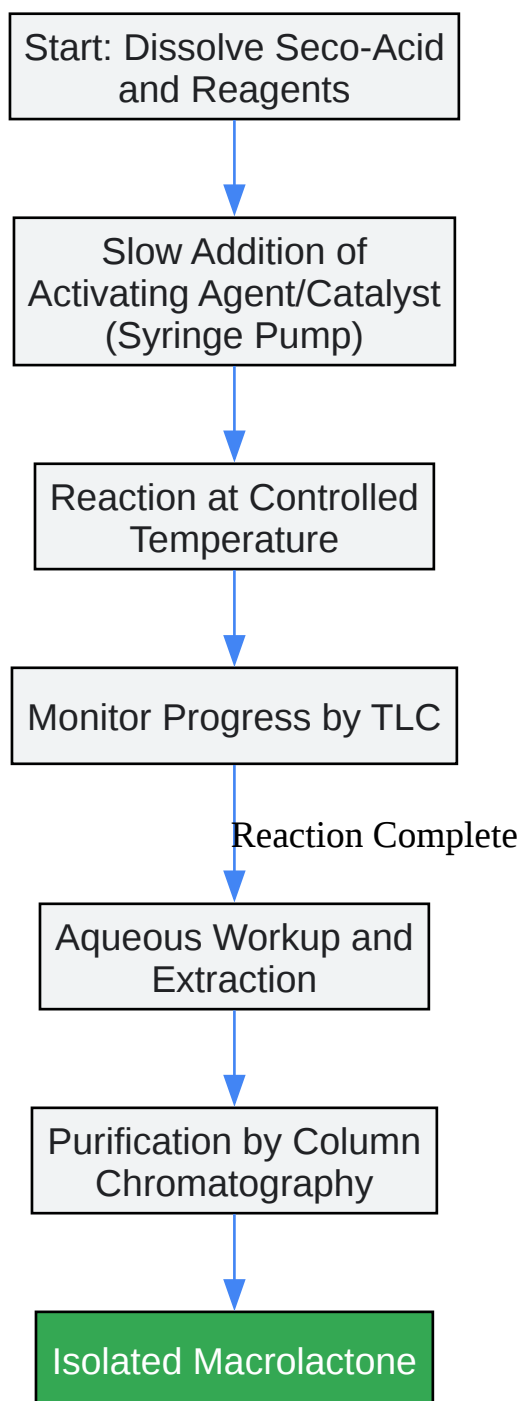 Start: Dissolve Seco-Acid
and Reagents
Slow Addition of
Activating Agent/Catalyst
(Syringe Pump)
Reaction at Controlled
Temperature
Monitor Progress by TLC
Reaction Complete
Aqueous Workup and
Extraction
Purification by Column
Chromatography
Isolated Macrolactone